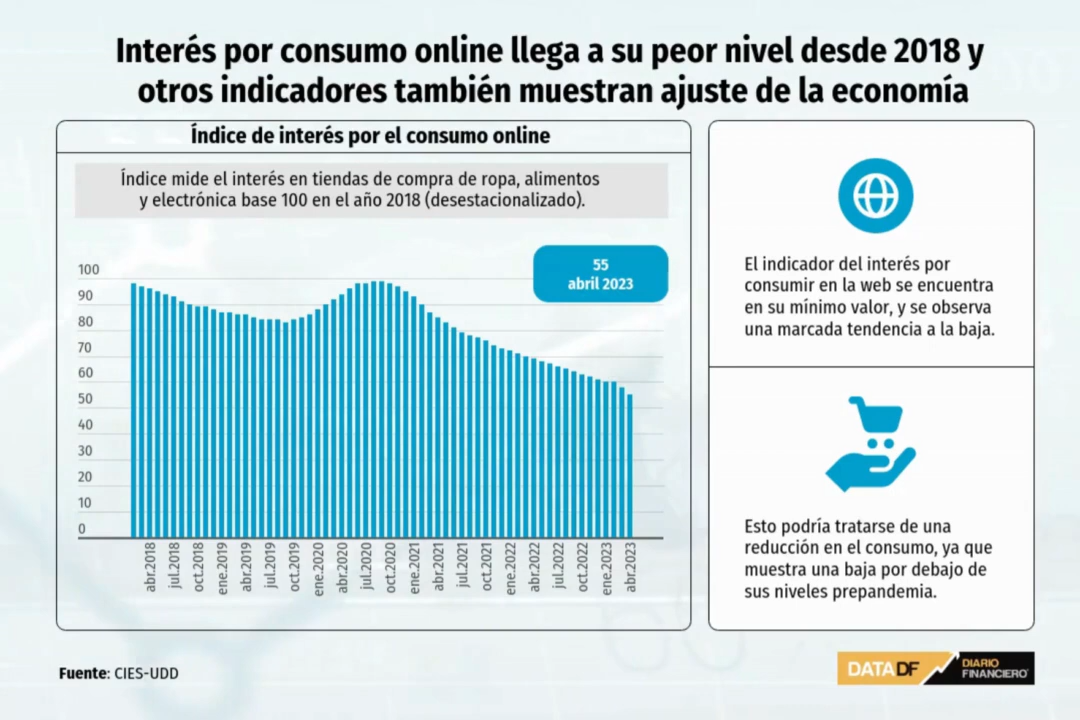 Interés por consumo online llega a su peor nivel desde 2018 y
otros indicadores también muestran ajuste de la economía
Índice de interés por el consumo online
Índice mide el interés en tiendas de compra de ropa, alimentos
y electrónica base 100 en el año 2018 (desestacionalizado).
55
abril 2023
100
90
80
70
60
50
40
30
20
10
0
abr.2018
jul.2018
oct.2018
ene.2019
abr.2019
jul.2019
oct.2019
ene.2020
abr.2020
jul.2020
oct.2020
ene.2021
abr.2021
jul.2021
oct.2021
ene.2022
abr.2022
jul.2022
oct.2022
ene.2023
abr.2023
El indicador del interés por
consumir en la web se encuentra
en su mínimo valor, y se observa
una marcada tendencia a la baja.
Esto podría tratarse de una
reducción en el consumo, ya que
muestra una baja por debajo de
sus niveles prepandemia.
Fuente: CIES-UDD
DATA DF
DIARIO
FINANCIERO